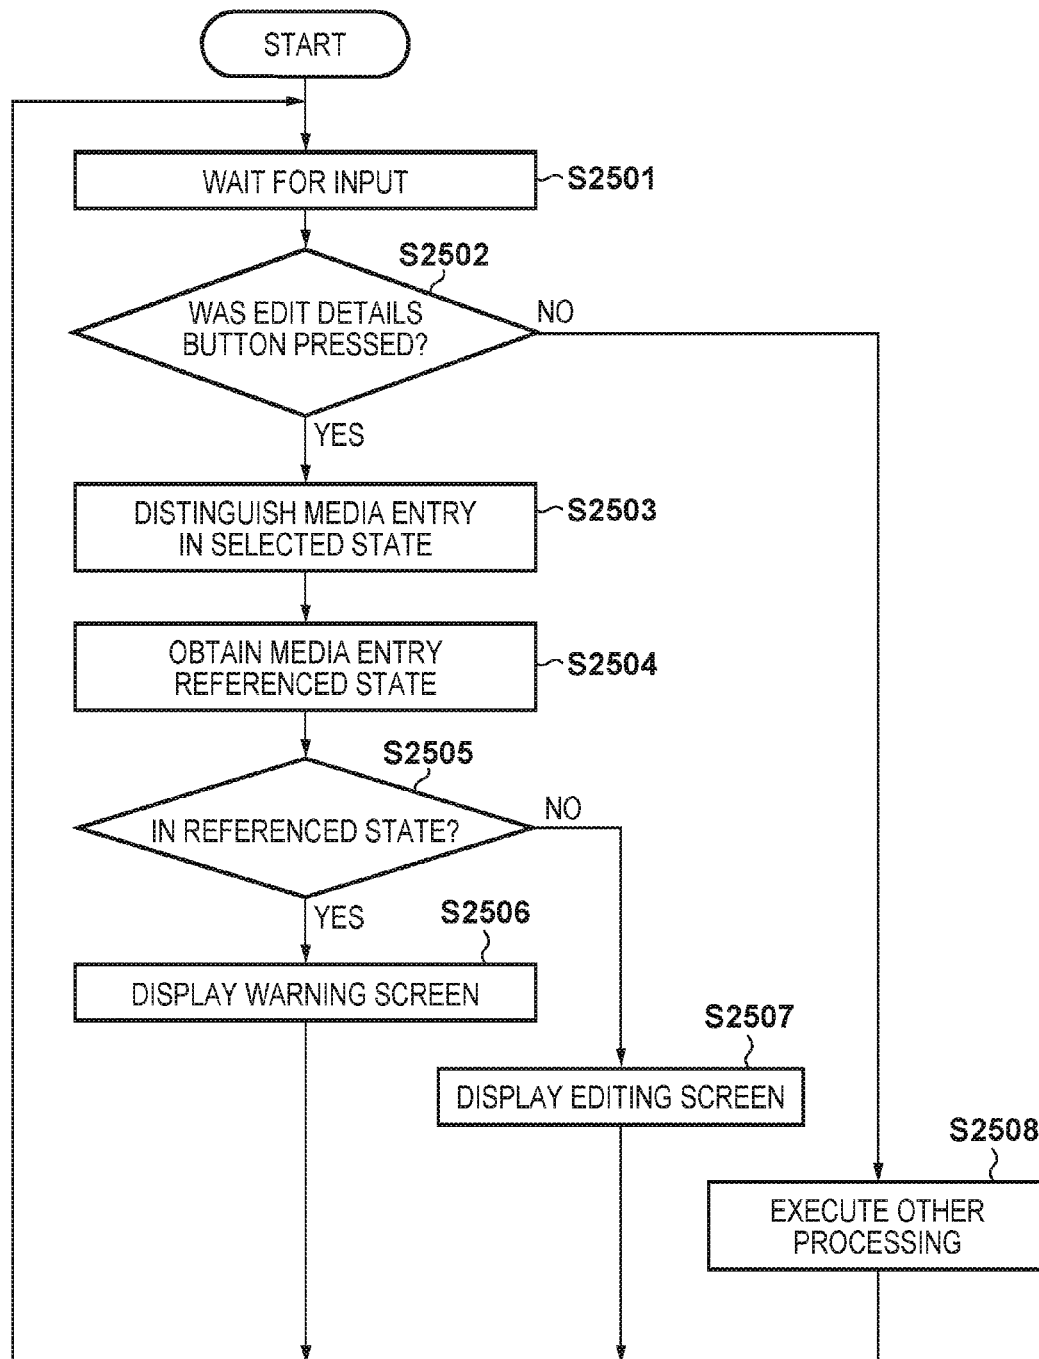 START
WAIT FOR INPUT
S2501
S2502
WAS EDIT DETAILS
BUTTON PRESSED?
NO
YES
DISTINGUISH MEDIA ENTRY
IN SELECTED STATE
S2503
OBTAIN MEDIA ENTRY
REFERENCED STATE
S2504
S2505
IN REFERENCED STATE?
NO
YES
S2506
DISPLAY WARNING SCREEN
S2507
DISPLAY EDITING SCREEN
S2508
EXECUTE OTHER
PROCESSING